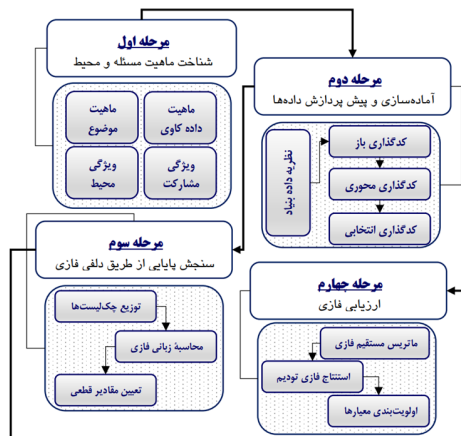 مرحله اول
شناخت ماهیت مسئله و محیط
ماهیت
داده کاوی
ماهیت
موضوع
ویژگی
مشارکت
ویژگی
محیط
مرحله دوم
آماده‌سازی و پیش پردازش داده‌ها
نظریه داده بنیاد
کدگذاری باز
کدگذاری محوری
کدگذاری انتخابی
مرحله سوم
سنجش پایایی از طریق دلفی فازی
توزیع چک‌لیست‌ها
محاسبۀ زبانی فازی
تعیین مقادیر قطعی
مرحله چهارم
ارزیابی فازی
ماتریس مستقیم فازی
استنتاج فازی تودیم
اولویت‌بندی معیارها